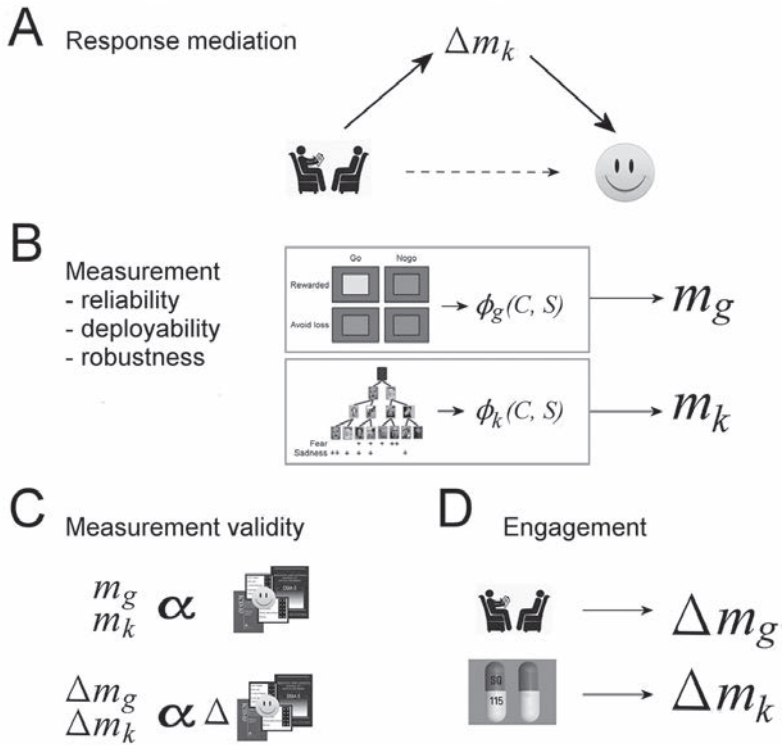 A Response mediation
Δm_k
B
Measurement
- reliability
- deployability
- robustness
Go Nogo
Rewarded
Avoid loss
ϕ_g(C, S)
m_g
ϕ_k(C, S)
m_k
Fear + + + ++
Sadness ++ + + + +
C Measurement validity
m_g
m_k
α
Δm_g
Δm_k
α Δ
D Engagement
Δm_g
SQ
115
Δm_k